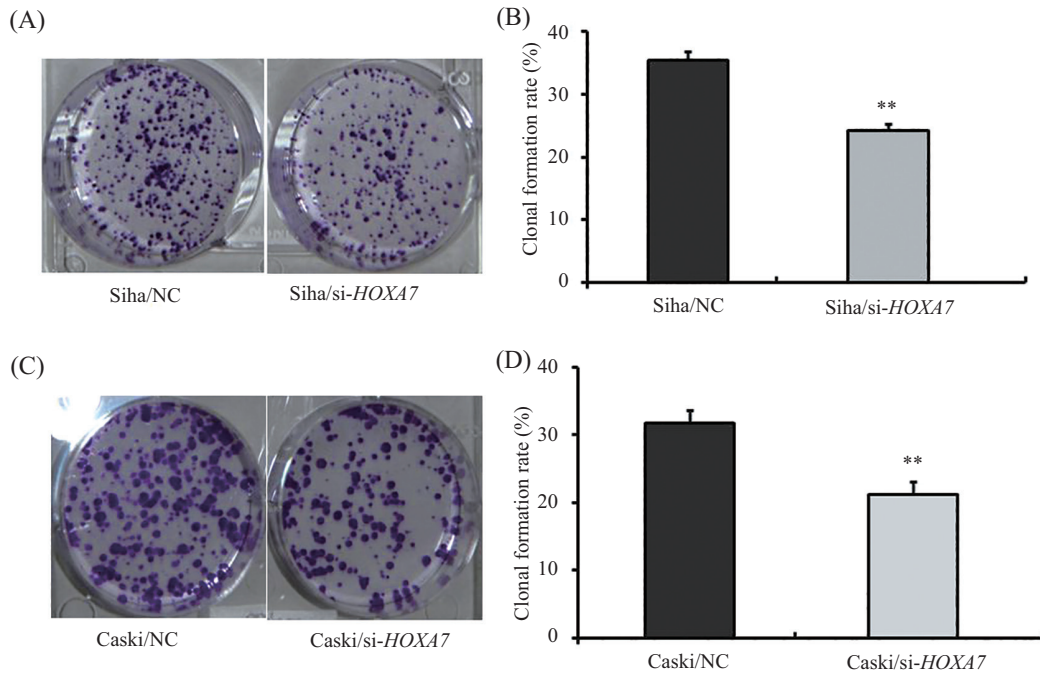 (A)
Siha/NC
Siha/si-HOXA7
(B)
Clonal formation rate (%)
40
30
20
10
0
**
Siha/NC
Siha/si-HOXA7
(C)
Caski/NC
Caski/si-HOXA7
(D)
Clonal formation rate (%)
40
30
20
10
0
**
Caski/NC
Caski/si-HOXA7